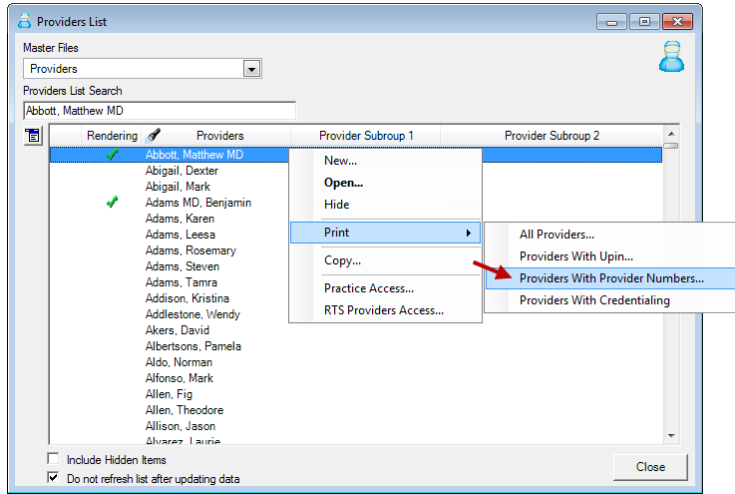 Providers List
Master Files
Providers
Providers List Search
Abbott, Matthew MD
Rendering Providers Provider Subroup 1 Provider Subroup 2
Abbott, Matthew MD
Abigail, Dexter
Abigail, Mark
Adams MD, Benjamin
Adams, Karen
Adams, Leesa
Adams, Rosemary
Adams, Steven
Adams, Tamra
Addison, Kristina
Addlestone, Wendy
Akers, David
Albertsons, Pamela
Aldo, Norman
Alfonso, Mark
Allen, Fig
Allen, Theodore
Allison, Jason
Alvarez, Laurie
New...
Open...
Hide
Print
Copy...
Practice Access...
RTS Providers Access...
All Providers...
Providers With Upin...
Providers With Provider Numbers...
Providers With Credentialing
Include Hidden Items
Do not refresh list after updating data
Close